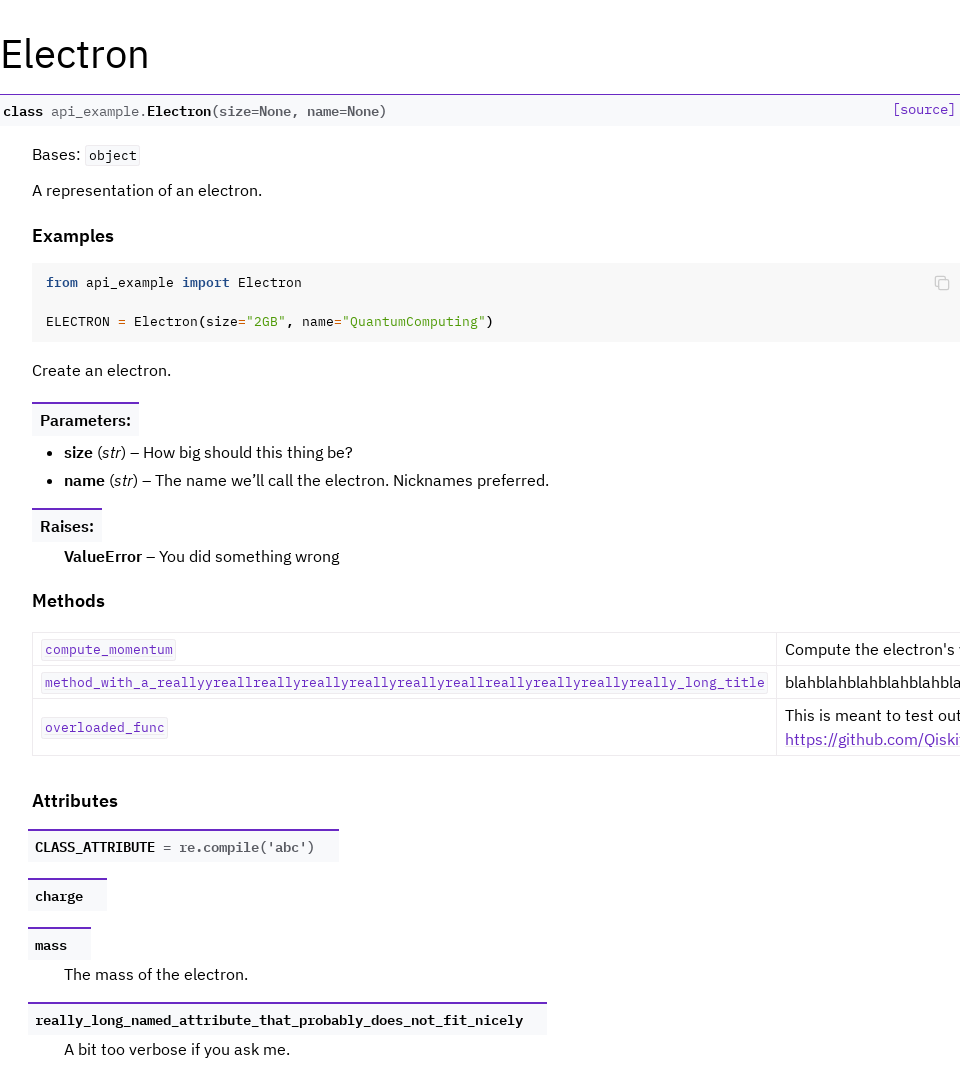 Electron
class api_example.Electron(size=None, name=None) [source]
Bases: object
A representation of an electron.
Examples
from api_example import Electron
ELECTRON = Electron(size="2GB", name="QuantumComputing")
Create an electron.
Parameters:
• size (str) – How big should this thing be?
• name (str) – The name we’ll call the electron. Nicknames preferred.
Raises:
ValueError – You did something wrong
Methods
compute_momentum Compute the electron's
method_with_a_reallyyreallreallyreallyreallyreallyreallreallyreallyreallyreally_long_title blahblahblahblahblahbla
overloaded_func This is meant to test out
https://github.com/Qiski
Attributes
CLASS_ATTRIBUTE = re.compile('abc')
charge
mass
The mass of the electron.
really_long_named_attribute_that_probably_does_not_fit_nicely
A bit too verbose if you ask me.